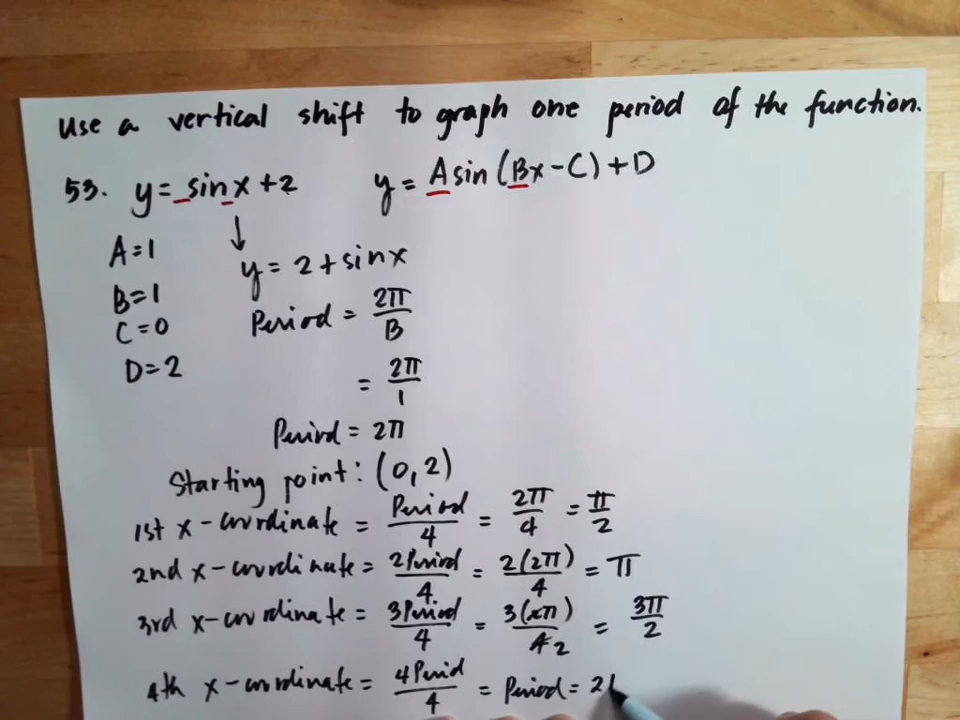 Use a vertical shift to graph one period of the function.
53. y = sinx + 2 y = A sin (Bx - C) + D
A = 1
y = 2 + sinx
B = 1
Period = 2π/B
C = 0
D = 2
= 2π/1
Period = 2π
Starting point: (0, 2)
1st x-coordinate = Period/4 = 2π/4 = π/2
2nd x-coordinate = 2Period/4 = 2(2π)/4 = π
3rd x-coordinate = 3Period/4 = 3(2π)/4 2 = 3π/2
4th x-coordinate = 4Period/4 = Period = 2